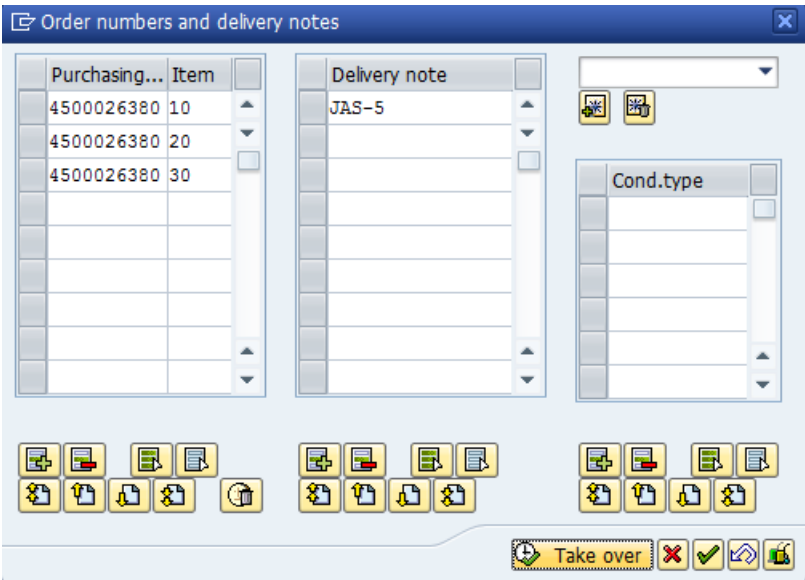 Order numbers and delivery notes
Purchasing... Item
4500026380 10
4500026380 20
4500026380 30
Delivery note
JAS-5
Cond.type
Take over